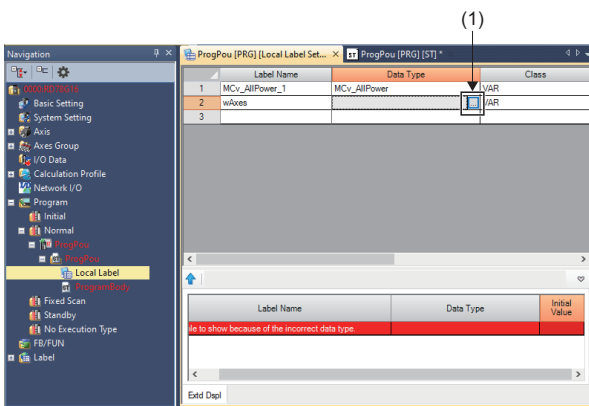 (1)
Navigation
ProgPou [PRG] [Local Label Set...
ProgPou [PRG] [ST] *
Label Name Data Type Class
1 MCv_AllPower_1 MCv_AllPower VAR
2 wAxes ... VAR
3
0000:RD78G16
Basic Setting
System Setting
Axis
Axes Group
I/O Data
Calculation Profile
Network I/O
Program
Initial
Normal
ProgPou
ProgPou
Local Label
ProgramBody
Fixed Scan
Standby
No Execution Type
FB/FUN
Label
Label Name Data Type Initial Value
ile to show because of the incorrect data type.
Extd Dspl